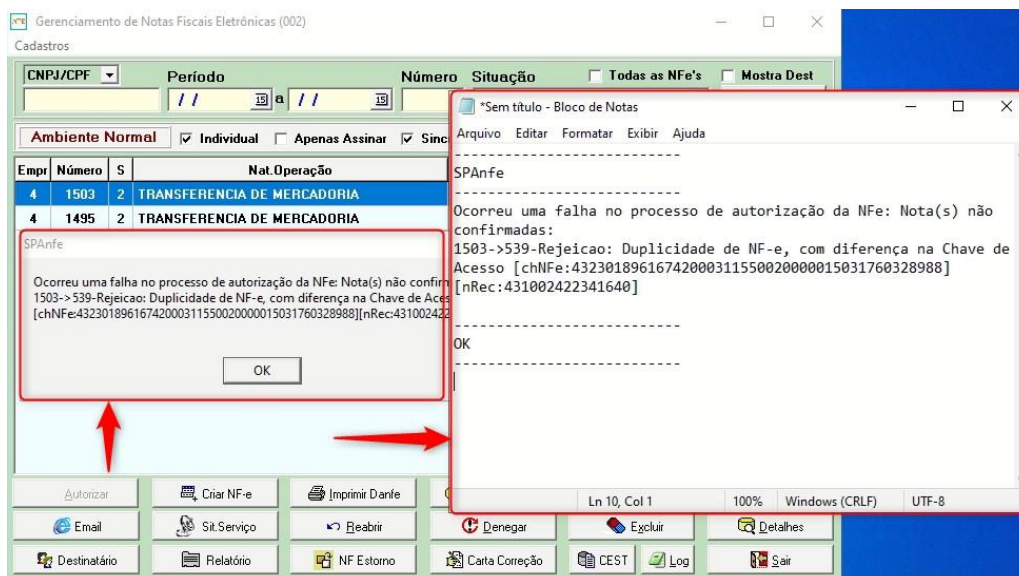 Gerenciamento de Notas Fiscais Eletrônicas (002)
Cadastros
CNPJ/CPF Período Número Situação Todas as NFe's Mostra Dest
/ / 15 a / / 15
Ambiente Normal Individual Apenas Assinar
Empr Número S Nat.Operação
4 1503 2 TRANSFERENCIA DE MERCADORIA
4 1495 2 TRANSFERENCIA DE MERCADORIA
SPAnfe
Ocorreu uma falha no processo de autorização da NFe: Nota(s) não
1503->539-Rejeicao: Duplicidade de NF-e, com diferença na Chave de
[chNFe:43230189616742000311550020000015031760328988][nRec:43100242
OK
*Sem título - Bloco de Notas
Arquivo Editar Formatar Exibir Ajuda
----------------------------
SPAnfe
----------------------------
Ocorreu uma falha no processo de autorização da NFe: Nota(s) não
confirmadas:
1503->539-Rejeicao: Duplicidade de NF-e, com diferença na Chave de
Acesso [chNFe:43230189616742000311550020000015031760328988]
[nRec:431002422341640]
----------------------------
OK
----------------------------
Ln 10, Col 1 100% Windows (CRLF) UTF-8
Autorizar Criar NF-e Imprimir Danfe
Email Sit.Serviço Reabrir Denegar Excluir Detalhes
Destinatário Relatório NF Estorno Carta Correção CEST Log Sair